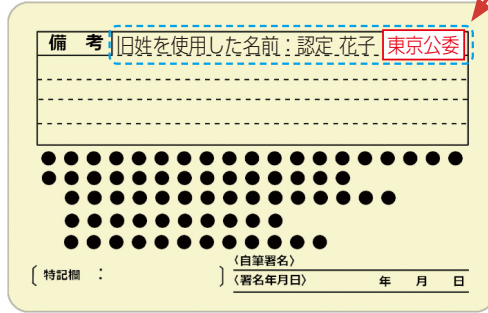 備 考 旧姓を使用した名前：認定 花子 東京公委
〈自筆署名〉
〔特記欄 ： 〕〈署名年月日〉 年 月 日